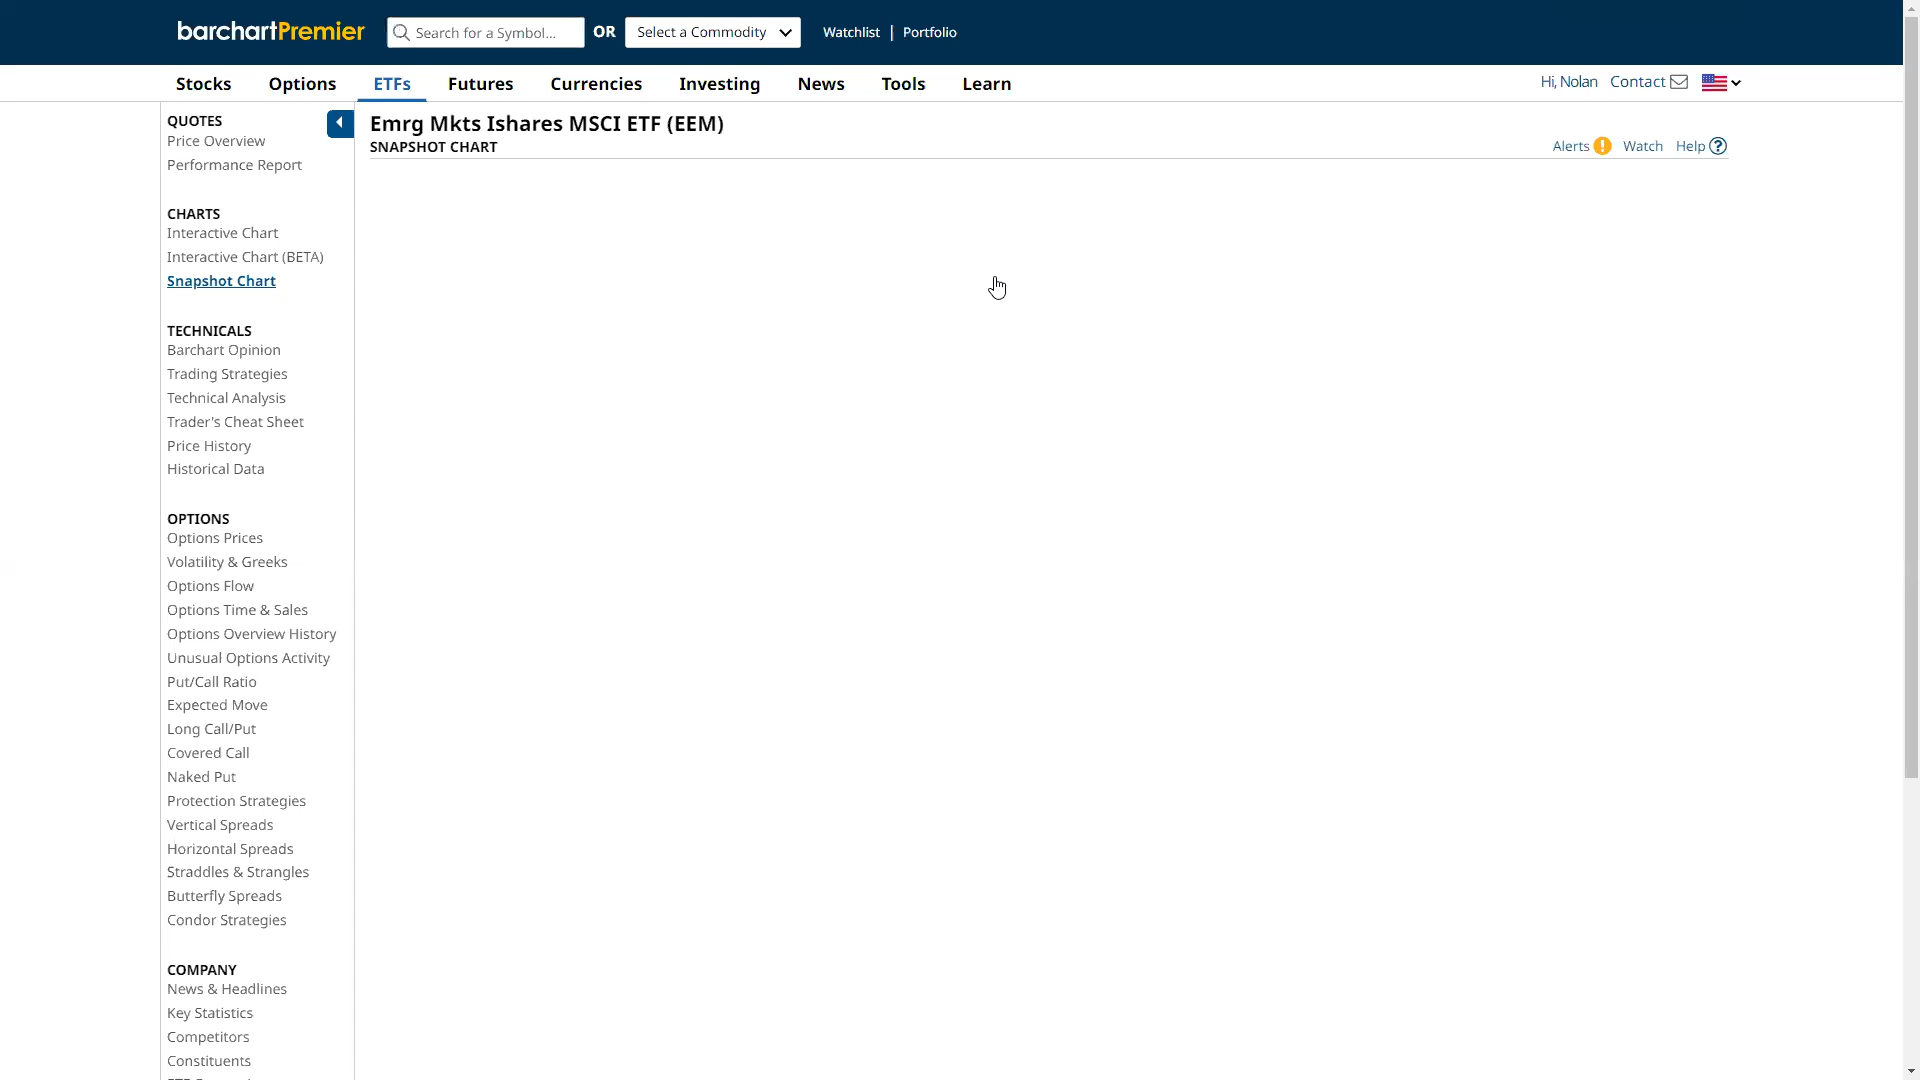 barchartPremier
Search for a Symbol...
OR
Select a Commodity
Watchlist | Portfolio
Stocks Options ETFs Futures Currencies Investing News Tools Learn
Hi, Nolan Contact
QUOTES
Price Overview
Performance Report
CHARTS
Interactive Chart
Interactive Chart (BETA)
Snapshot Chart
TECHNICALS
Barchart Opinion
Trading Strategies
Technical Analysis
Trader's Cheat Sheet
Price History
Historical Data
OPTIONS
Options Prices
Volatility & Greeks
Options Flow
Options Time & Sales
Options Overview History
Unusual Options Activity
Put/Call Ratio
Expected Move
Long Call/Put
Covered Call
Naked Put
Protection Strategies
Vertical Spreads
Horizontal Spreads
Straddles & Strangles
Butterfly Spreads
Condor Strategies
COMPANY
News & Headlines
Key Statistics
Competitors
Constituents
Emrg Mkts Ishares MSCI ETF (EEM)
SNAPSHOT CHART
Alerts ! Watch Help ?